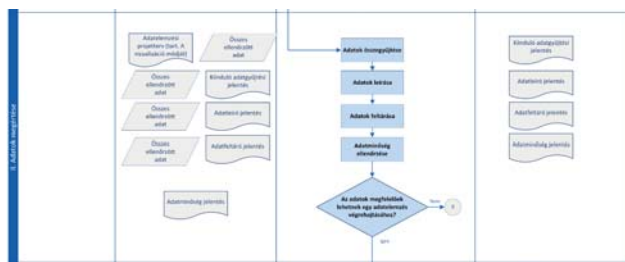 II. Adatok megértése
Adatelemzési
projektterv (tart. A
vizualizáció módját)
Összes
ellenőrzött
adat
Összes
ellenőrzött
adat
Kiinduló adatgyűjtési
jelentés
Összes
ellenőrzött
adat
Adatleíró jelentés
Összes
ellenőrzött
adat
Adatfeltáró jelentés
Adatminőség jelentés
Adatok összegyűjtése
Adatok leírása
Adatok feltárása
Adatminőség
ellenőrzése
Az adatok megfelelőek
lehetnek egy adatelemzés
véghezviteléhez?
Nem
Igen
Kiinduló adatgyűjtési
jelentés
Adatleíró jelentés
Adatfeltáró jelentés
Adatminőség jelentés